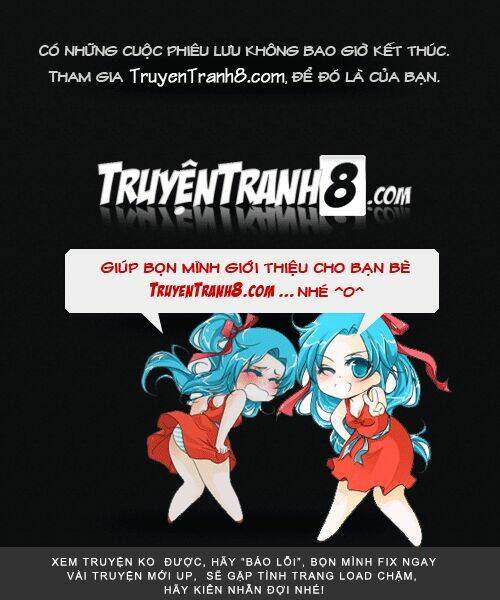 CÓ NHỮNG CUỘC PHIÊU LƯU KHÔNG BAO GIỜ KẾT THÚC.
THAM GIA TRUYENTRANH8.COM, ĐỂ ĐÓ LÀ CỦA BẠN.
TRUYỆNTRANH8.COM
GIÚP BỌN MÌNH GIỚI THIỆU CHO BẠN BÈ
TRUYENTRANH8.COM ... NHÉ ^O^
XEM TRUYỆN KO ĐƯỢC, HÃY "BÁO LỖI", BỌN MÌNH FIX NGAY
VÀI TRUYỆN MỚI UP, SẼ GẶP TÌNH TRANG LOAD CHẬM,
HÃY KIÊN NHẪN ĐỢI NHÉ!